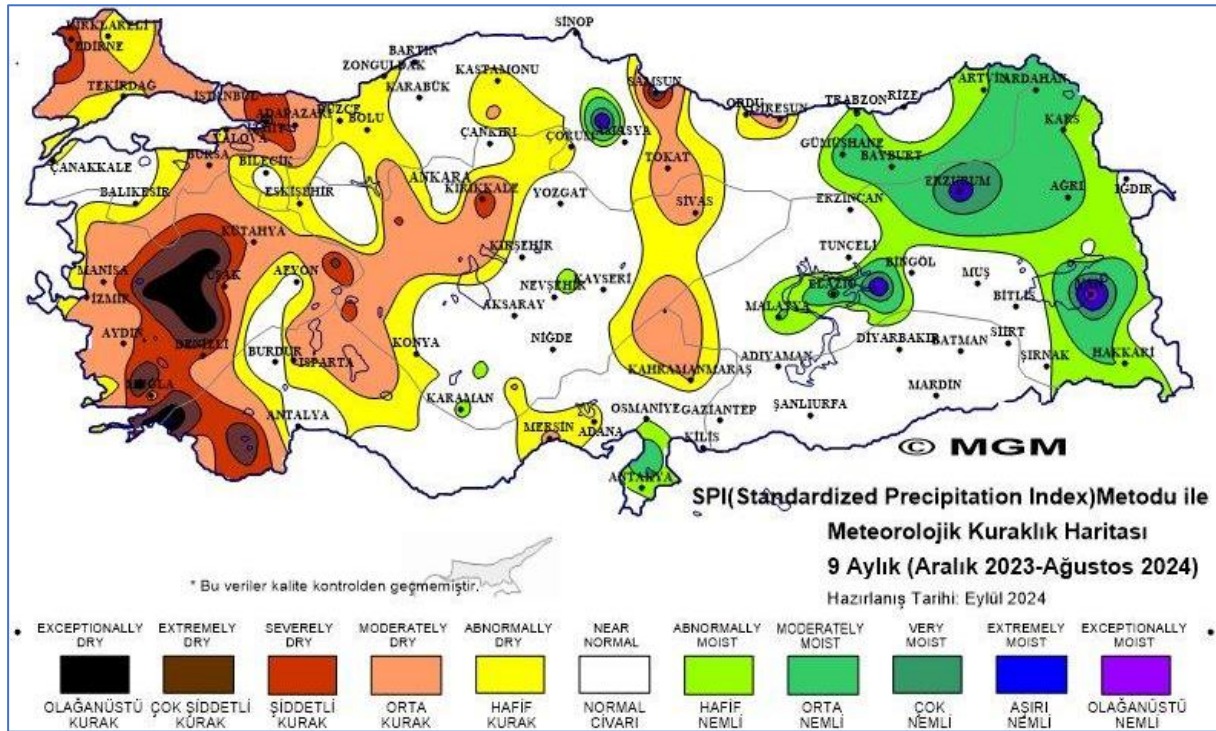 SİNOP
KIRKLARELİ
EDİRNE
BARTIN
ZONGULDAK
KASTAMONU
KARABÜK
SAMSUN
ARTVİN
ARDAHAN
TEKİRDAĞ
İSTANBUL
ADAPAZARI
DÜZCE
BOLU
ORDU
GİRESUN
TRABZON
RİZE
KARS
YALOVA
ÇANKIRI
ÇORUM
AMASYA
GÜMÜŞHANE
BAYBURT
ÇANAKKALE
BURSA
BİLECİK
ANKARA
TOKAT
BALIKESİR
ESKİŞEHİR
KIRIKKALE
YOZGAT
SİVAS
ERZİNCAN
ERZURUM
AĞRI
IĞDIR
KÜTAHYA
KIRŞEHİR
TUNCELİ
MANİSA
UŞAK
AFYON
NEVŞEHİR
KAYSERİ
ELAZIĞ
BİNGÖL
MUŞ
VAN
İZMİR
AKSARAY
MALATYA
BİTLİS
AYDIN
DENİZLİ
BURDUR
ISPARTA
KONYA
NİĞDE
KAHRAMANMARAŞ
ADIYAMAN
DİYARBAKIR
BATMAN
SİİRT
ŞIRNAK
HAKKARİ
MUĞLA
ANTALYA
KARAMAN
MERSİN
ADANA
OSMANİYE
GAZİANTEP
KİLİS
ŞANLIURFA
MARDİN
ANTAKYA
© MGM
SPI(Standardized Precipitation Index)Metodu ile
Meteorolojik Kuraklık Haritası
9 Aylık (Aralık 2023-Ağustos 2024)
Hazırlanış Tarihi: Eylül 2024
* Bu veriler kalite kontrolden geçmemiştir.
EXCEPTIONALLY DRY
EXTREMELY DRY
SEVERELY DRY
MODERATELY DRY
ABNORMALLY DRY
NEAR NORMAL
ABNORMALLY MOIST
MODERATELY MOIST
VERY MOIST
EXTREMELY MOIST
EXCEPTIONALLY MOIST
OLAĞANÜSTÜ KURAK
ÇOK ŞİDDETLİ KURAK
ŞİDDETLİ KURAK
ORTA KURAK
HAFİF KURAK
NORMAL CİVARI
HAFİF NEMLİ
ORTA NEMLİ
ÇOK NEMLİ
AŞIRI NEMLİ
OLAĞANÜSTÜ NEMLİ